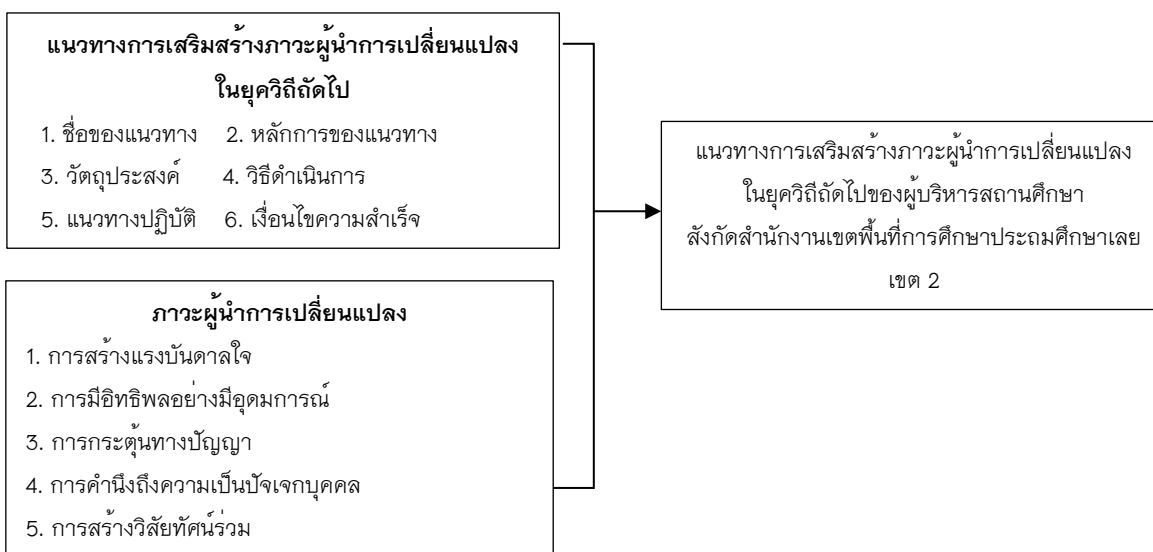 แนวทางการเสริมสร้างภาวะผู้นำการเปลี่ยนแปลง
ในยุควิถีถัดไป
1. ชื่อของแนวทาง 2. หลักการของแนวทาง
3. วัตถุประสงค์ 4. วิธีดำเนินการ
5. แนวทางปฏิบัติ 6. เงื่อนไขความสำเร็จ
ภาวะผู้นำการเปลี่ยนแปลง
1. การสร้างแรงบันดาลใจ
2. การมีอิทธิพลอย่างมีอุดมการณ์
3. การกระตุ้นทางปัญญา
4. การคำนึงถึงความเป็นปัจเจกบุคคล
5. การสร้างวิสัยทัศน์ร่วม
แนวทางการเสริมสร้างภาวะผู้นำการเปลี่ยนแปลง
ในยุควิถีถัดไปของผู้บริหารสถานศึกษา
สังกัดสำนักงานเขตพื้นที่การศึกษาประถมศึกษาเลย
เขต 2